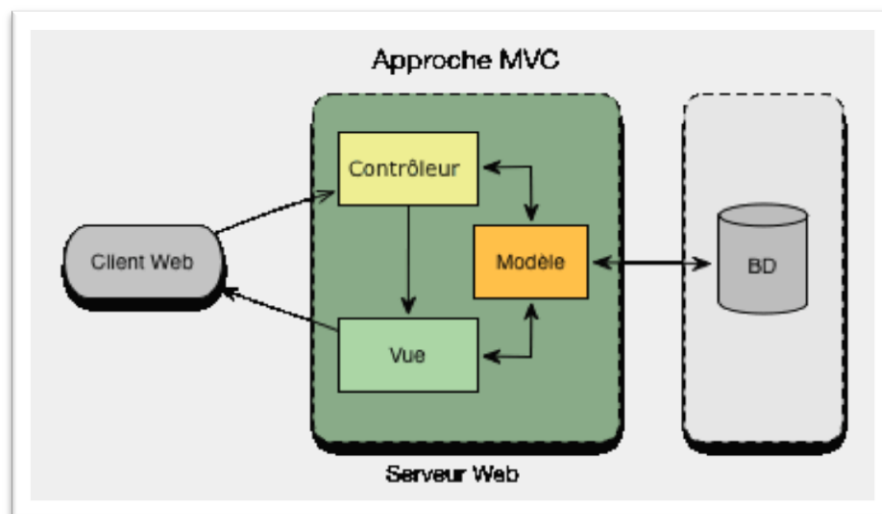 Approche MVC
Contrôleur
Client Web
Modèle
BD
Vue
Serveur Web